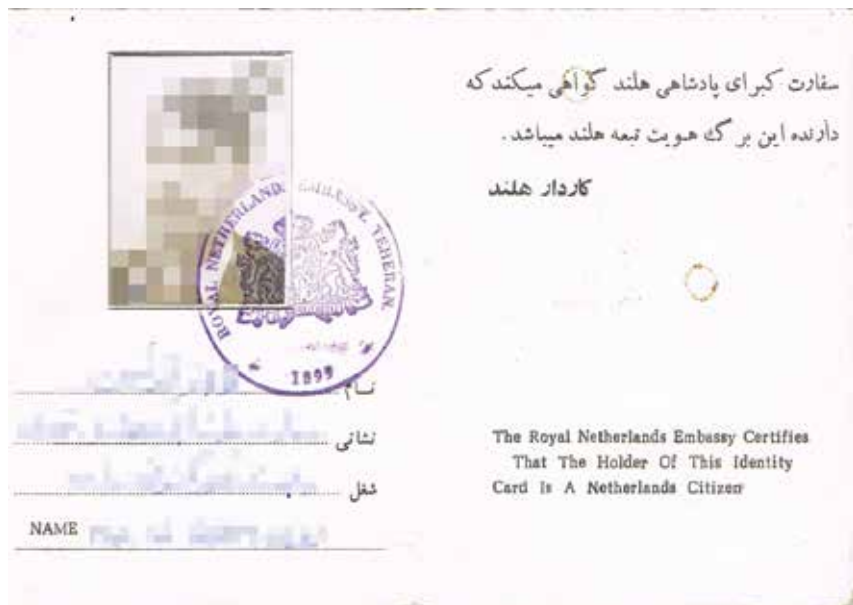 سفارت کبرای پادشاهی هلند گواهی میکند که
دارنده این برگ هویت تبعه هلند میباشد.
کاردار هلند
ROYAL NETHERLANDS EMBASSY, TEHERAN
1899
نام
نشانی
شغل
NAME
The Royal Netherlands Embassy Certifies
That The Holder Of This Identity
Card Is A Netherlands Citizen